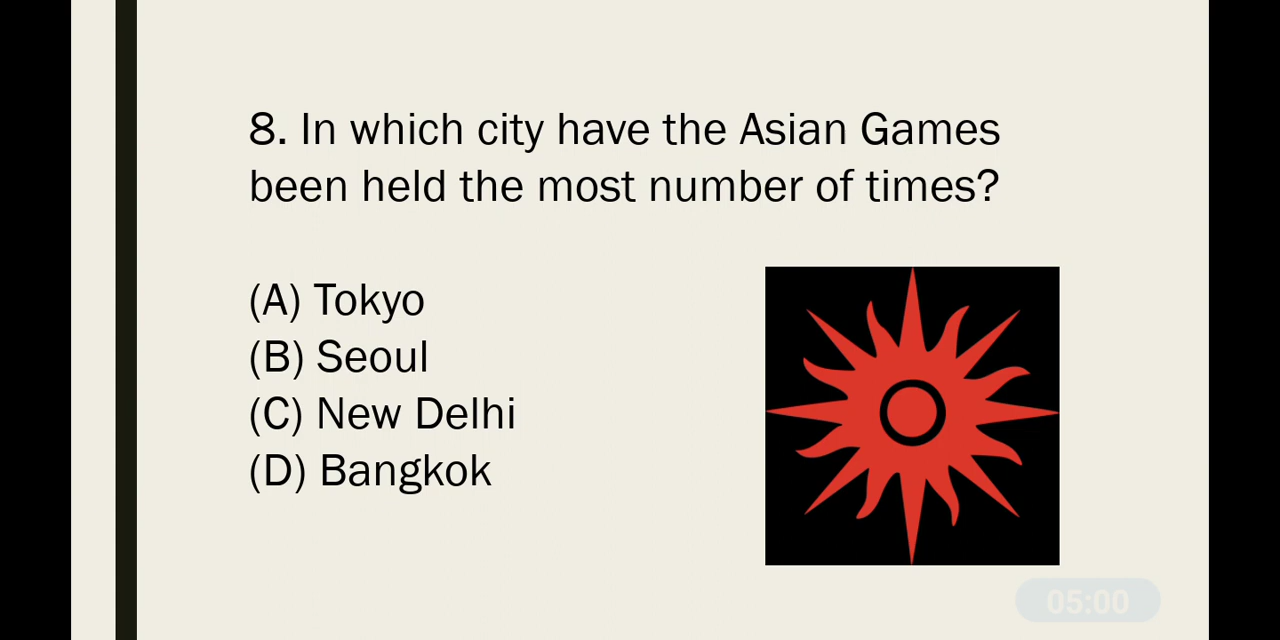 8. In which city have the Asian Games
been held the most number of times?
(A) Tokyo
(B) Seoul
(C) New Delhi
(D) Bangkok
05:00